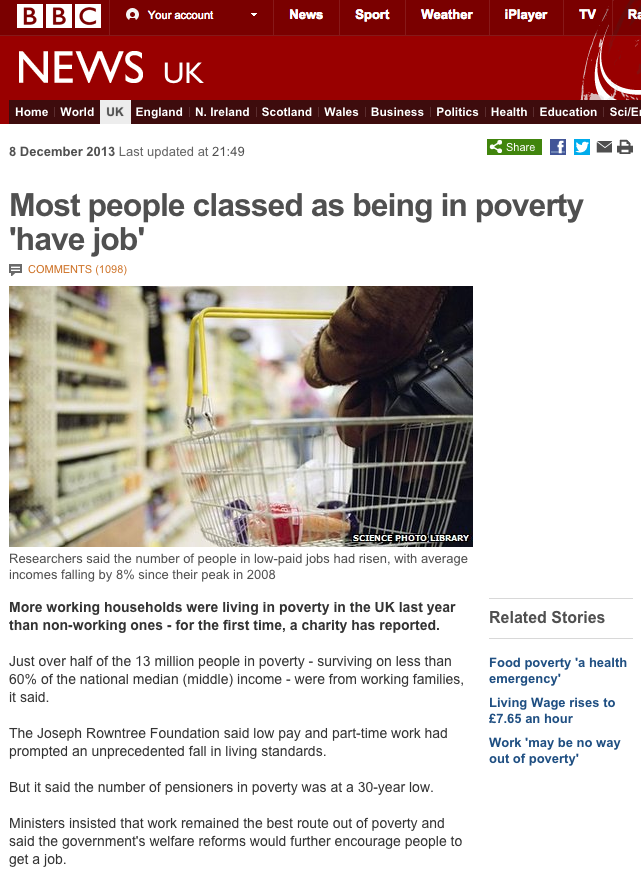 BBC Your account News Sport Weather iPlayer TV
NEWS UK
Home World UK England N. Ireland Scotland Wales Business Politics Health Education
8 December 2013 Last updated at 21:49
Share
Most people classed as being in poverty
'have job'
COMMENTS (1098)
SCIENCE PHOTO LIBRARY
Researchers said the number of people in low-paid jobs had risen, with average
incomes falling by 8% since their peak in 2008
More working households were living in poverty in the UK last year
than non-working ones - for the first time, a charity has reported.
Just over half of the 13 million people in poverty - surviving on less than
60% of the national median (middle) income - were from working families,
it said.
The Joseph Rowntree Foundation said low pay and part-time work had
prompted an unprecedented fall in living standards.
But it said the number of pensioners in poverty was at a 30-year low.
Ministers insisted that work remained the best route out of poverty and
said the government's welfare reforms would further encourage people to
get a job.
Related Stories
Food poverty 'a health
emergency'
Living Wage rises to
£7.65 an hour
Work 'may be no way
out of poverty'